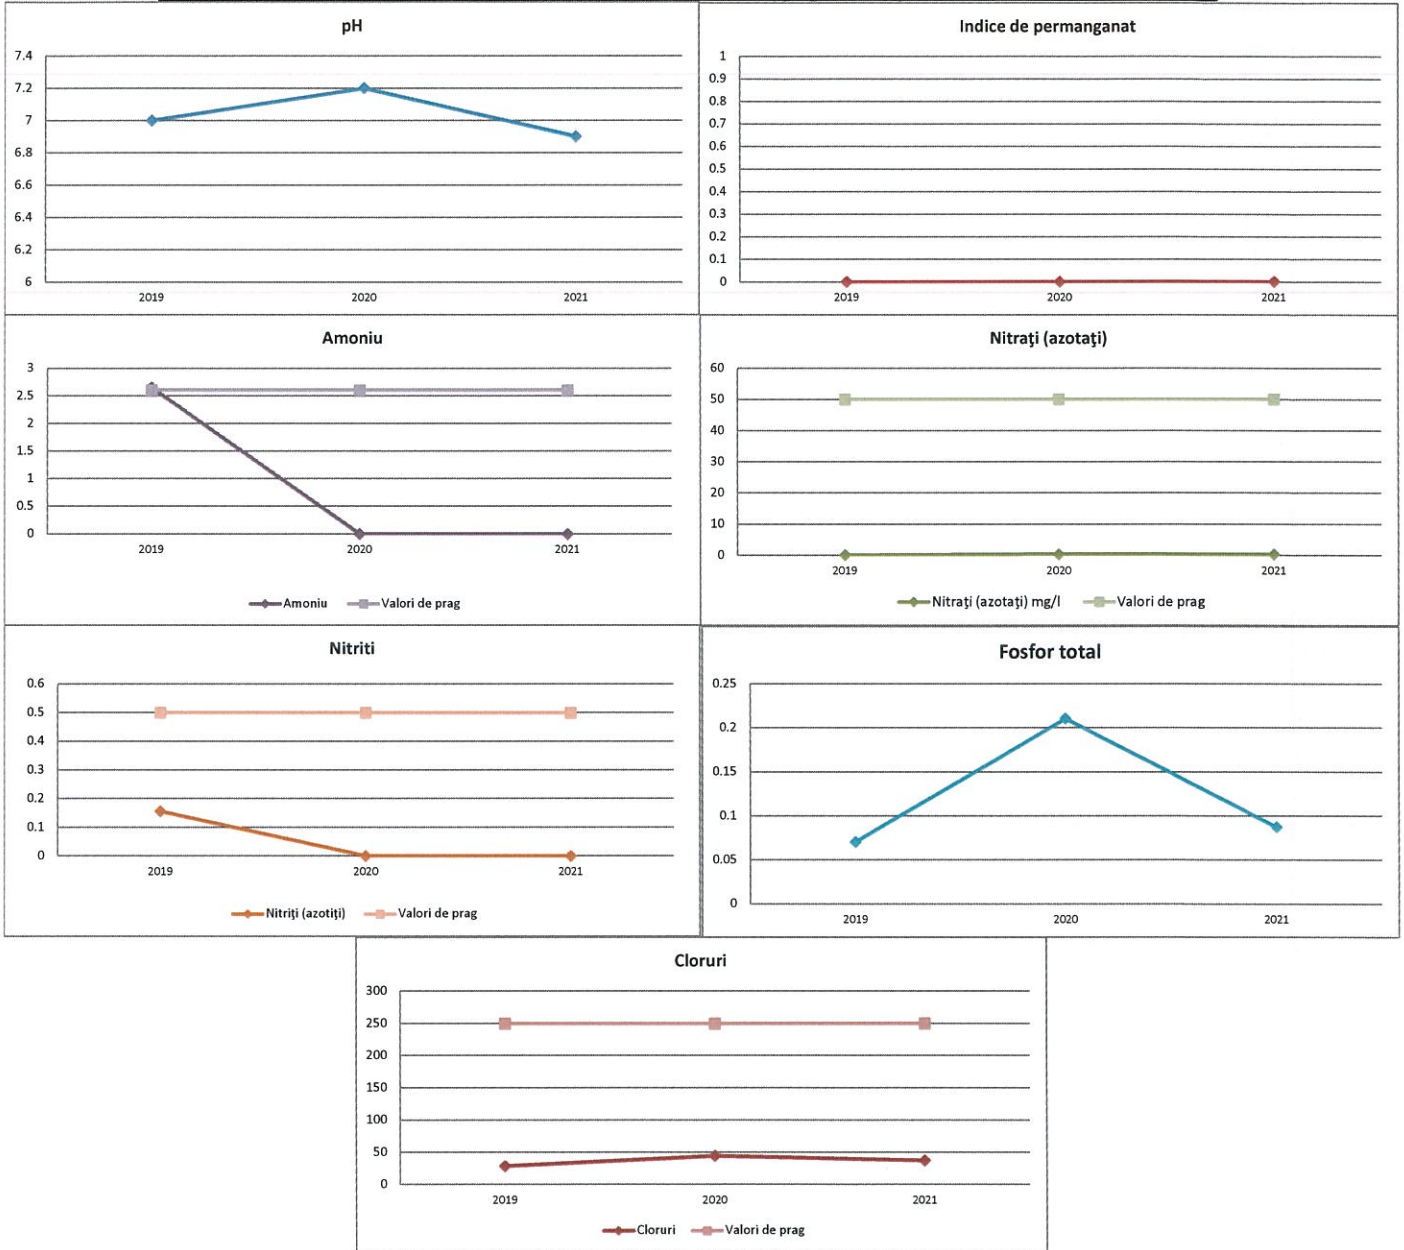 pH
7.4
7.2
7
6.8
6.6
6.4
6.2
6
2019 2020 2021
Indice de permanganat
1
0.9
0.8
0.7
0.6
0.5
0.4
0.3
0.2
0.1
0
2019 2020 2021
Amoniu
3
2.5
2
1.5
1
0.5
0
2019 2020 2021
Amoniu Valori de prag
Nitraţi (azotaţi)
60
50
40
30
20
10
0
2019 2020 2021
Nitraţi (azotaţi) mg/l Valori de prag
Nitriti
0.6
0.5
0.4
0.3
0.2
0.1
0
2019 2020 2021
Nitriţi (azotiţi) Valori de prag
Fosfor total
0.25
0.2
0.15
0.1
0.05
0
2019 2020 2021
Cloruri
300
250
200
150
100
50
0
2019 2020 2021
Cloruri Valori de prag